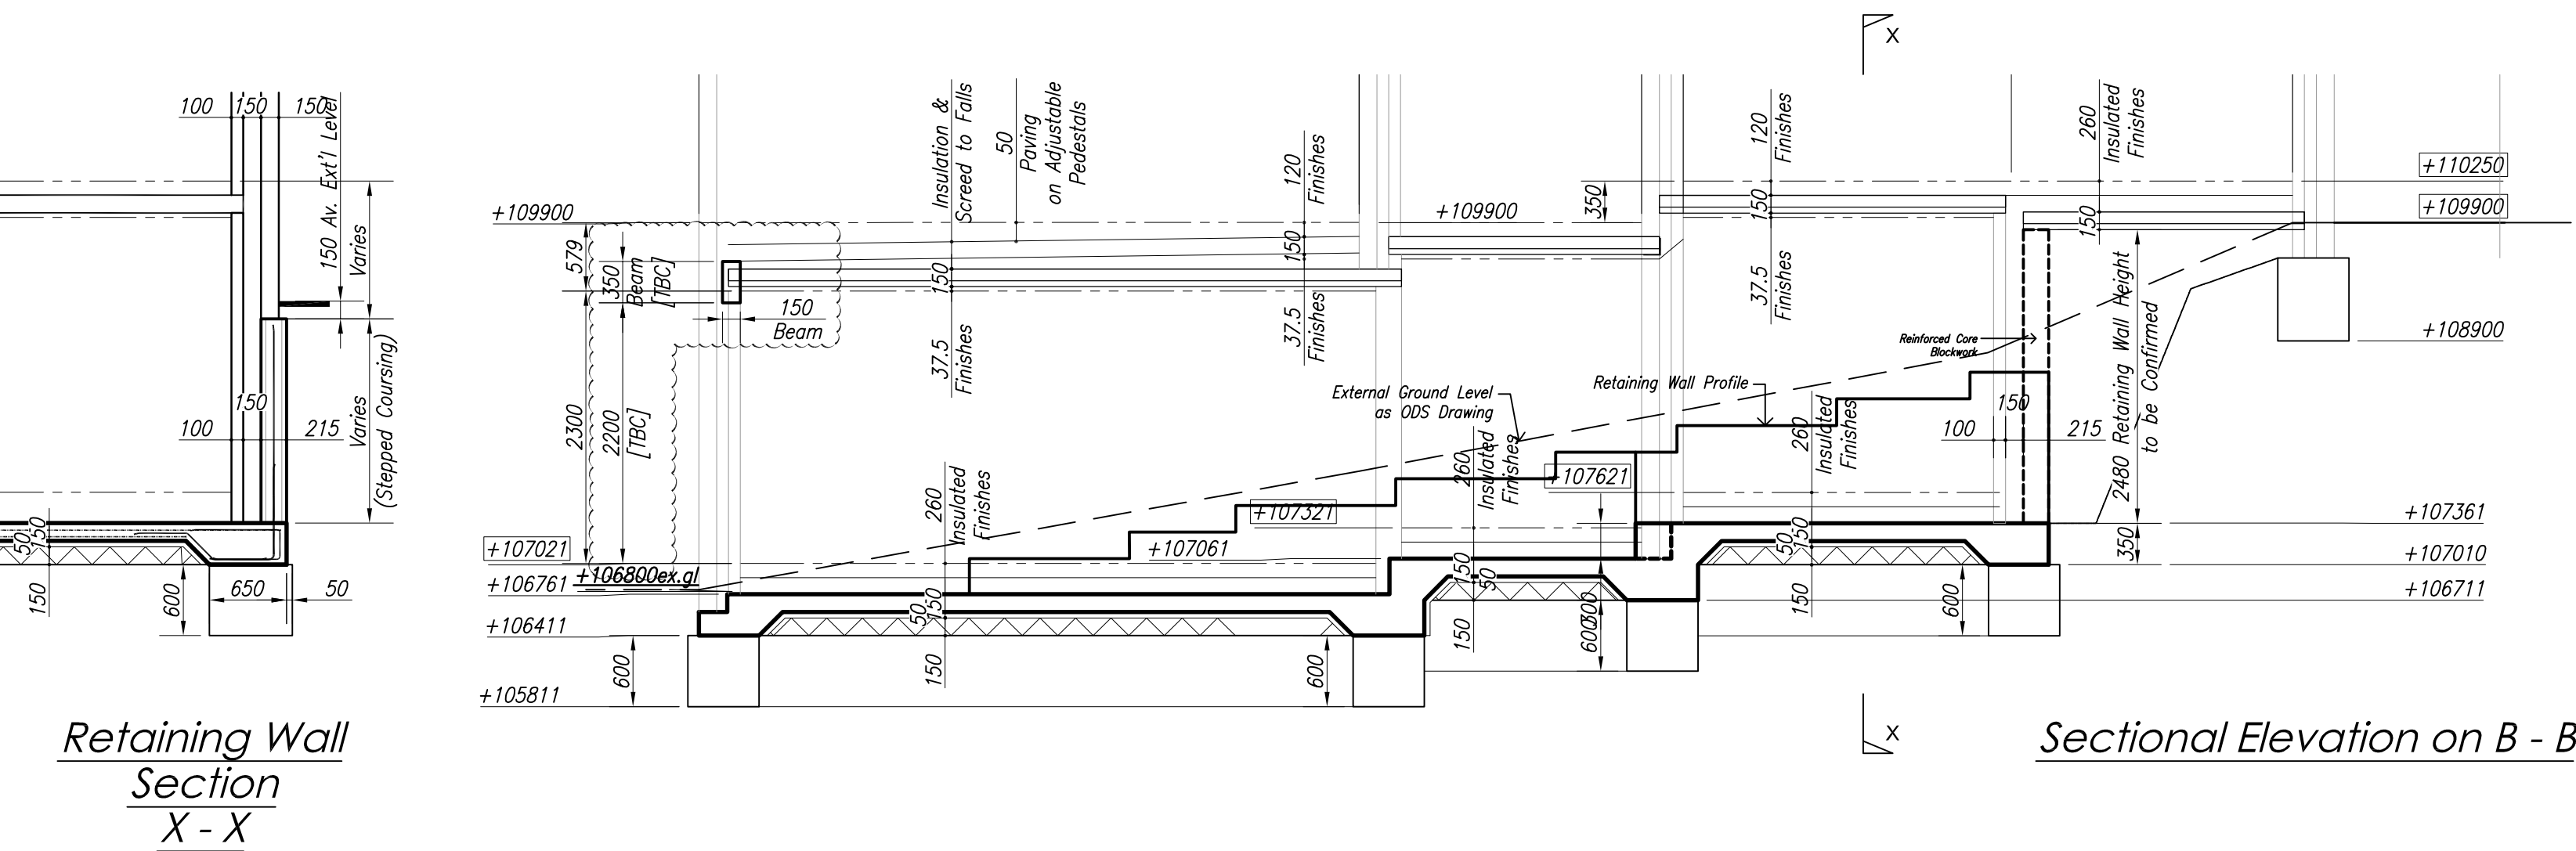 X
100
150
150
150 Av. Ext'l Level
Varies
150
100
215
Varies
(Stepped Coursing)
50
150
150
600
650
50
Retaining Wall
Section
X - X
Insulation &
Screed to Falls
50
Paving
on Adjustable
Pedestals
120
Finishes
120
Finishes
260
Insulated
Finishes
+110250
+109900
+109900
+109900
350
150
150
579
350
Beam
[TBC]
150
150
150
Beam
37.5
Finishes
37.5
Finishes
37.5
Finishes
2300
2200
[TBC]
Reinforced Core
Blockwork
+108900
External Ground Level
as ODS Drawing
Retaining Wall Profile
2480 Retaining Wall Height
to be Confirmed
260
Insulated
Finishes
260
Insulated
Finishes
260
Insulated
Finishes
150
100
215
+107621
+107321
+107061
+107021
+106800ex.gl
+106761
+106411
+105811
+107361
350
+107010
+106711
50
150
150
50
50
150
600
150
600
150
300
600
150
600
X
Sectional Elevation on B - B